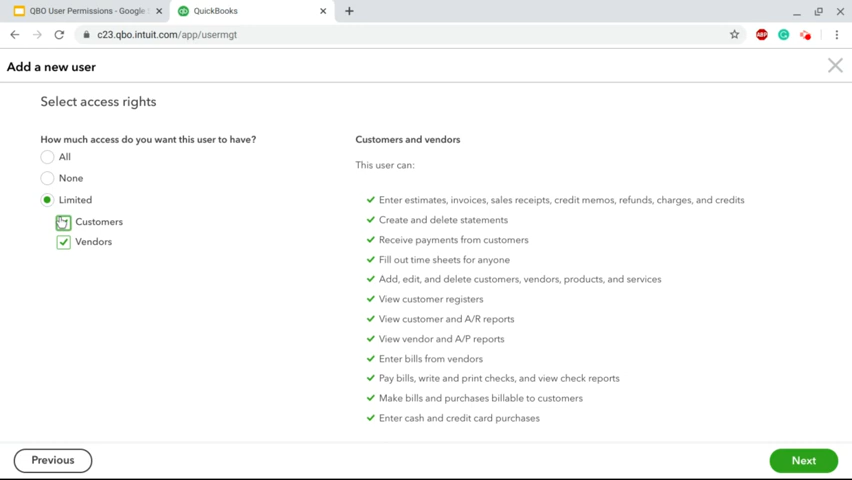 QBO User Permissions - Google
QuickBooks
c23.qbo.intuit.com/app/usermgt
ABP
Add a new user
Select access rights
How much access do you want this user to have?
All
None
Limited
Customers
Vendors
Customers and vendors
This user can:
Enter estimates, invoices, sales receipts, credit memos, refunds, charges, and credits
Create and delete statements
Receive payments from customers
Fill out time sheets for anyone
Add, edit, and delete customers, vendors, products, and services
View customer registers
View customer and A/R reports
View vendor and A/P reports
Enter bills from vendors
Pay bills, write and print checks, and view check reports
Make bills and purchases billable to customers
Enter cash and credit card purchases
Previous
Next